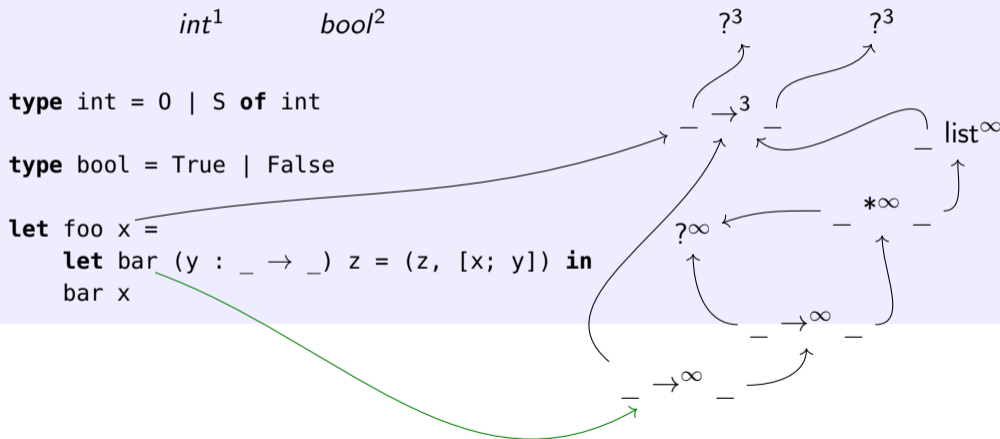 int¹ bool² ?³ ?³
type int = O | S of int
_ →³ _
_ list∞
type bool = True | False
_ *∞ _
let foo x =
?∞
let bar (y : _ → _) z = (z, [x; y]) in
bar x
_ →∞ _
_ →∞ _